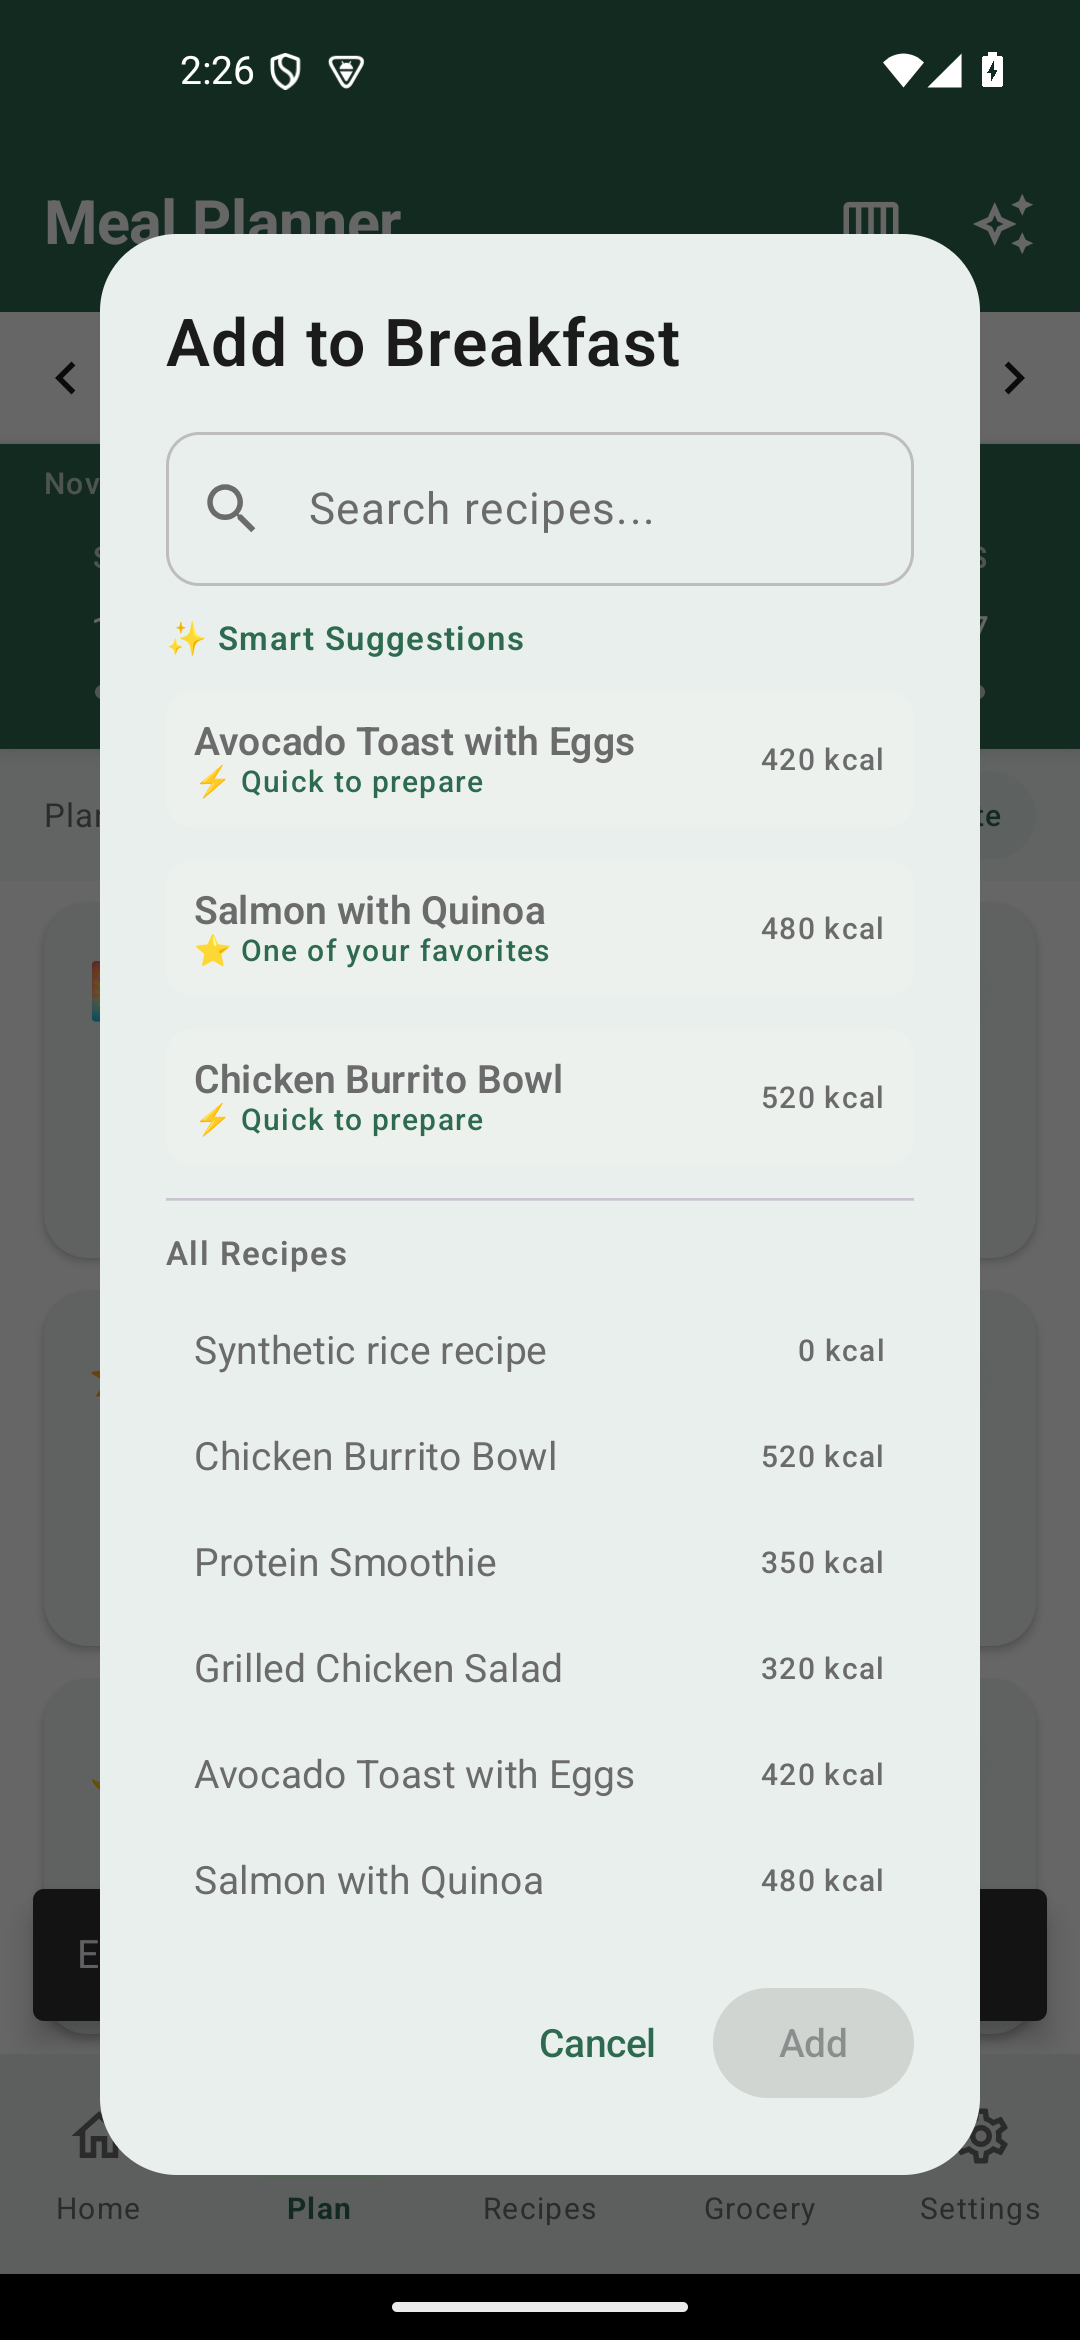 2:26
Meal Planner
Add to Breakfast
Nov
Search recipes...
✨ Smart Suggestions
Avocado Toast with Eggs
⚡ Quick to prepare
420 kcal
Salmon with Quinoa
⭐ One of your favorites
480 kcal
Chicken Burrito Bowl
⚡ Quick to prepare
520 kcal
All Recipes
Synthetic rice recipe 0 kcal
Chicken Burrito Bowl 520 kcal
Protein Smoothie 350 kcal
Grilled Chicken Salad 320 kcal
Avocado Toast with Eggs 420 kcal
Salmon with Quinoa 480 kcal
Cancel Add
Home Plan Recipes Grocery Settings